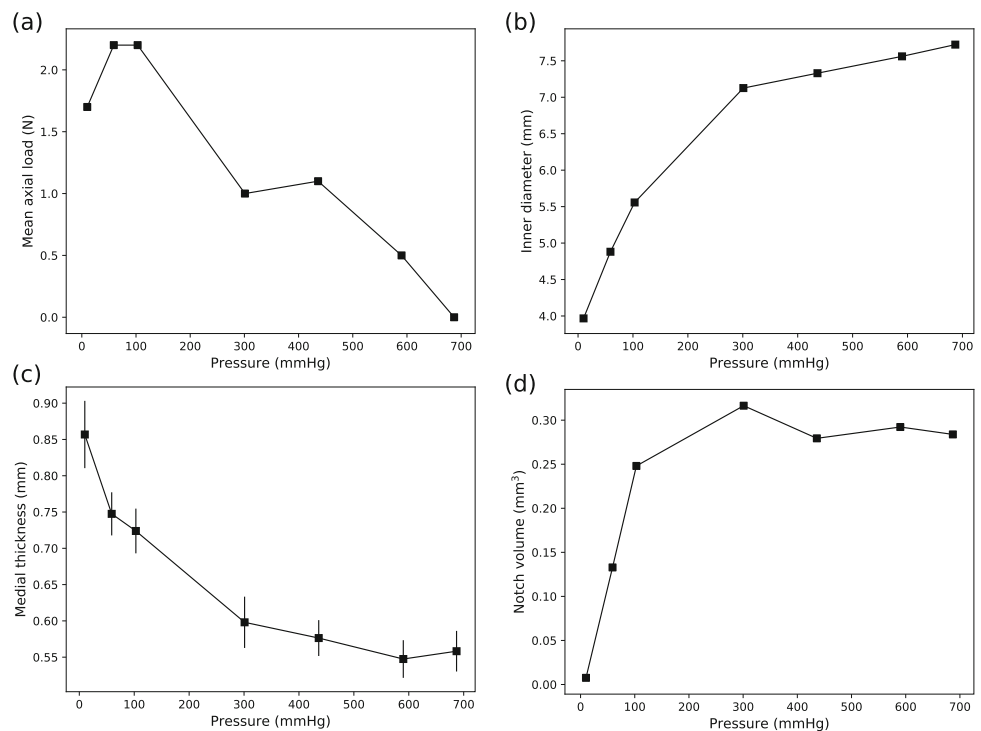 (a)
2.0
1.5
1.0
0.5
0.0
Mean axial load (N)
0 100 200 300 400 500 600 700
Pressure (mmHg)
(b)
7.5
7.0
6.5
6.0
5.5
5.0
4.5
4.0
Inner diameter (mm)
0 100 200 300 400 500 600 700
Pressure (mmHg)
(c)
0.90
0.85
0.80
0.75
0.70
0.65
0.60
0.55
Medial thickness (mm)
0 100 200 300 400 500 600 700
Pressure (mmHg)
(d)
0.30
0.25
0.20
0.15
0.10
0.05
0.00
Notch volume (mm³)
0 100 200 300 400 500 600 700
Pressure (mmHg)